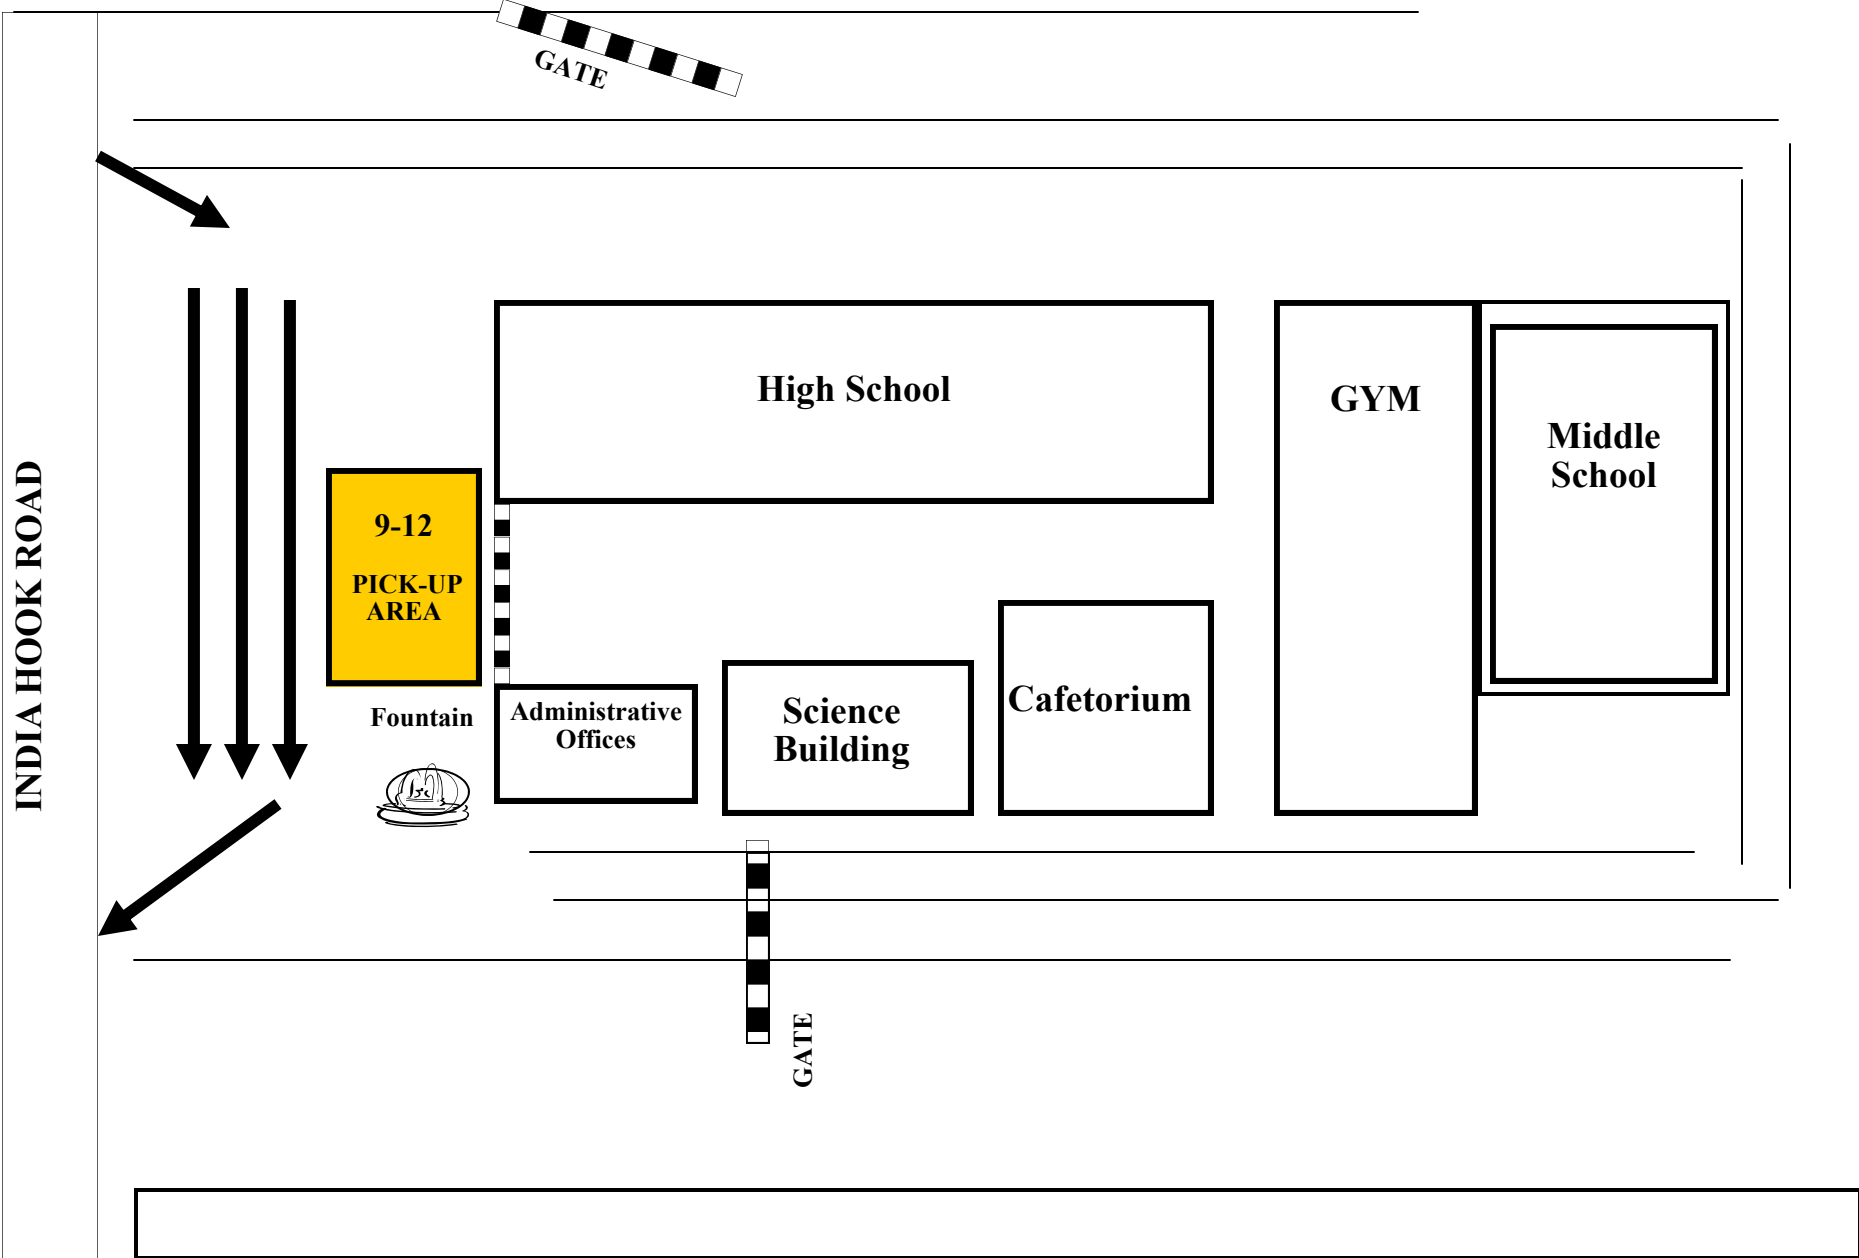 GATE
INDIA HOOK ROAD
High School
GYM
Middle
School
9-12
PICK-UP
AREA
Fountain
Administrative
Offices
Science
Building
Cafetorium
GATE